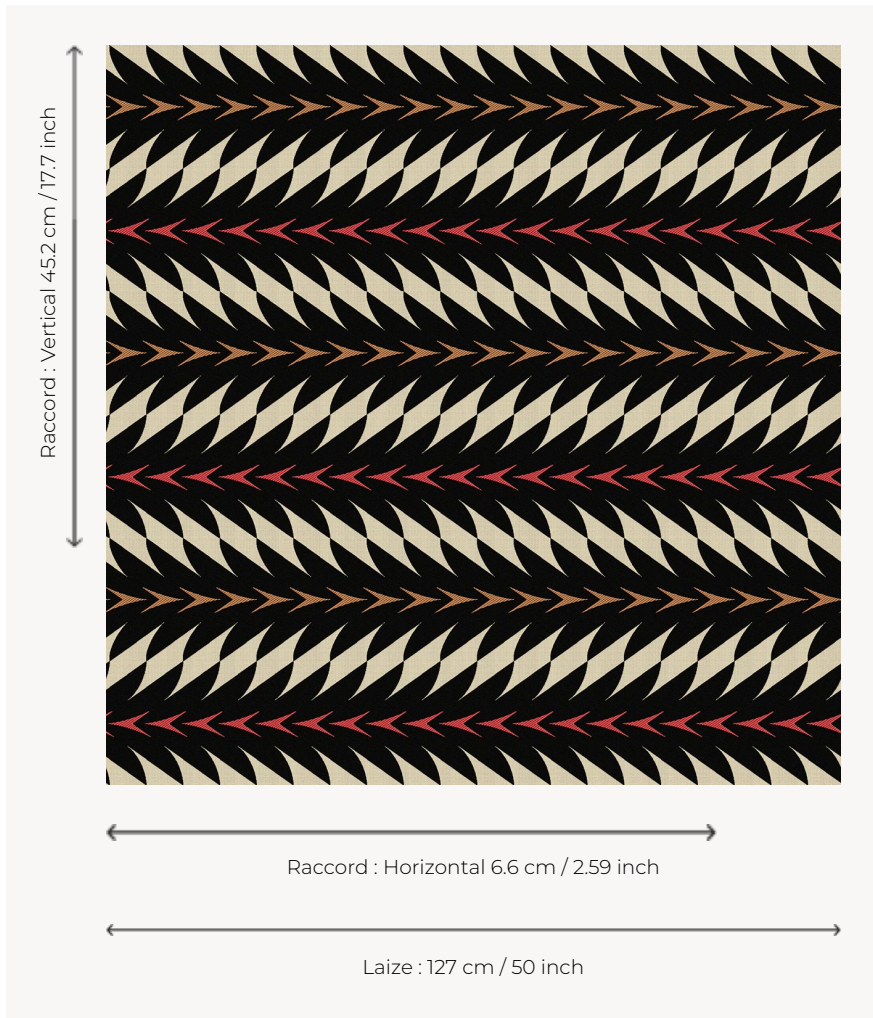 Raccord : Vertical 45.2 cm / 17.7 inch
Raccord : Horizontal 6.6 cm / 2.59 inch
Laize : 127 cm / 50 inch